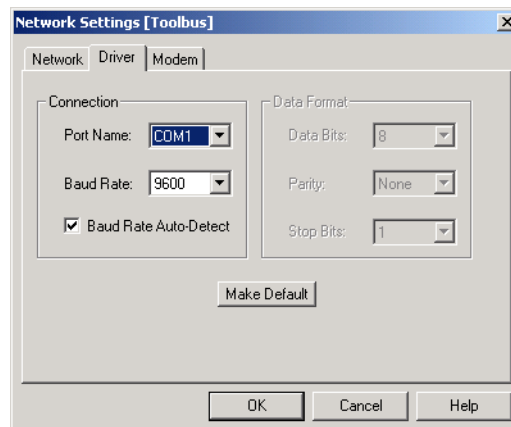 Network Settings [Toolbus]
Network Driver Modem
Connection
Port Name: COM1
Baud Rate: 9600
Baud Rate Auto-Detect
Data Format
Data Bits: 8
Parity: None
Stop Bits: 1
Make Default
OK Cancel Help